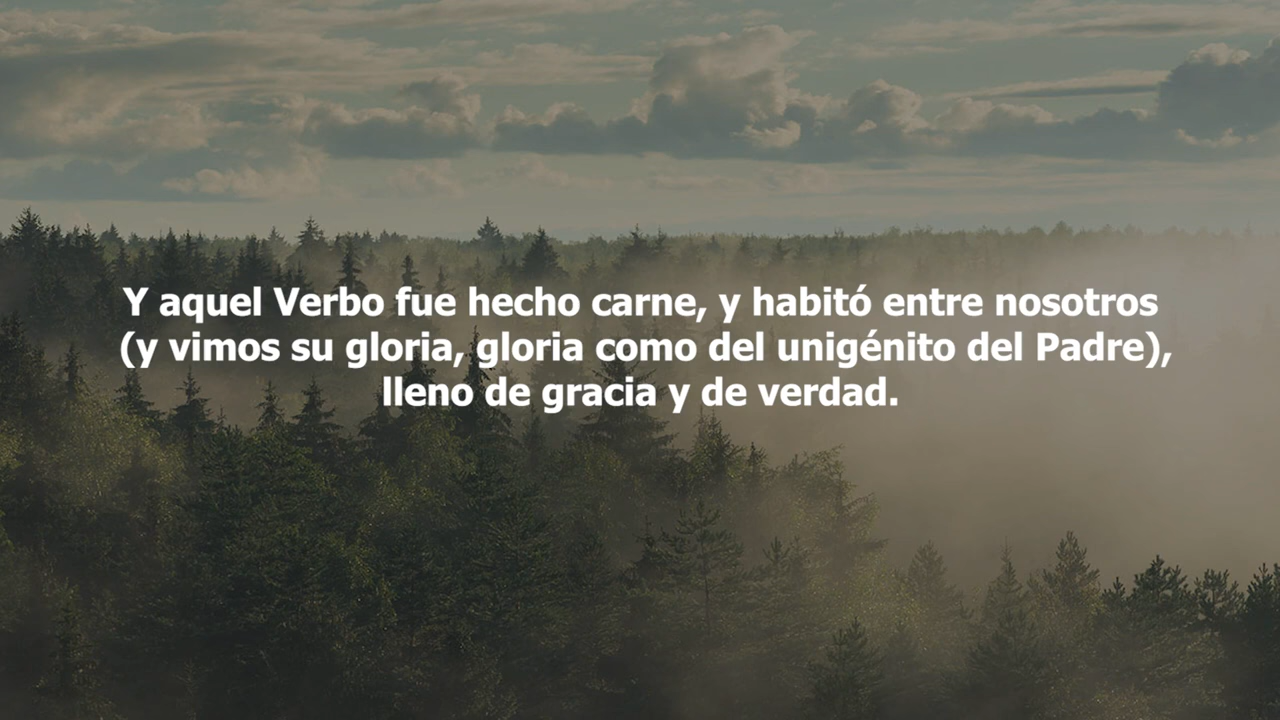 Y aquel Verbo fue hecho carne, y habitó entre nosotros
(y vimos su gloria, gloria como del unigénito del Padre),
lleno de gracia y de verdad.